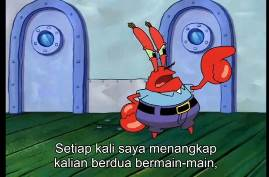 Setiap kali saya menangkap
kalian berdua bermain-main,